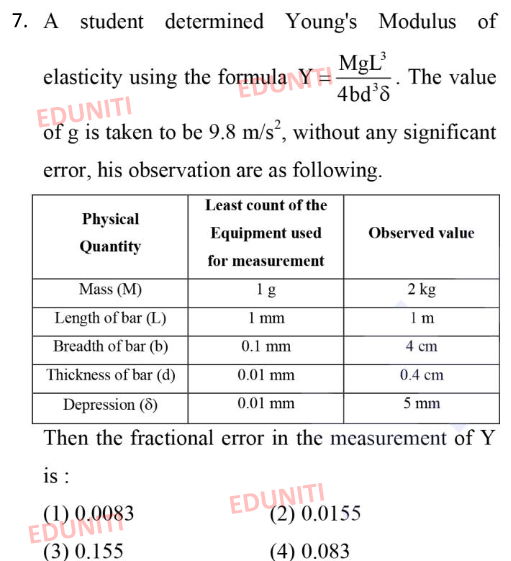 7. A student determined Young's Modulus of
elasticity using the formula Y = MgL³/4bd³δ. The value
EDUNITI
EDUNITI
of g is taken to be 9.8 m/s², without any significant
error, his observation are as following.
Physical Quantity | Least count of the Equipment used for measurement | Observed value
Mass (M) | 1 g | 2 kg
Length of bar (L) | 1 mm | 1 m
Breadth of bar (b) | 0.1 mm | 4 cm
Thickness of bar (d) | 0.01 mm | 0.4 cm
Depression (δ) | 0.01 mm | 5 mm
Then the fractional error in the measurement of Y
is :
EDUNITI
(1) 0.0083 (2) 0.0155
EDUNITI
(3) 0.155 (4) 0.083